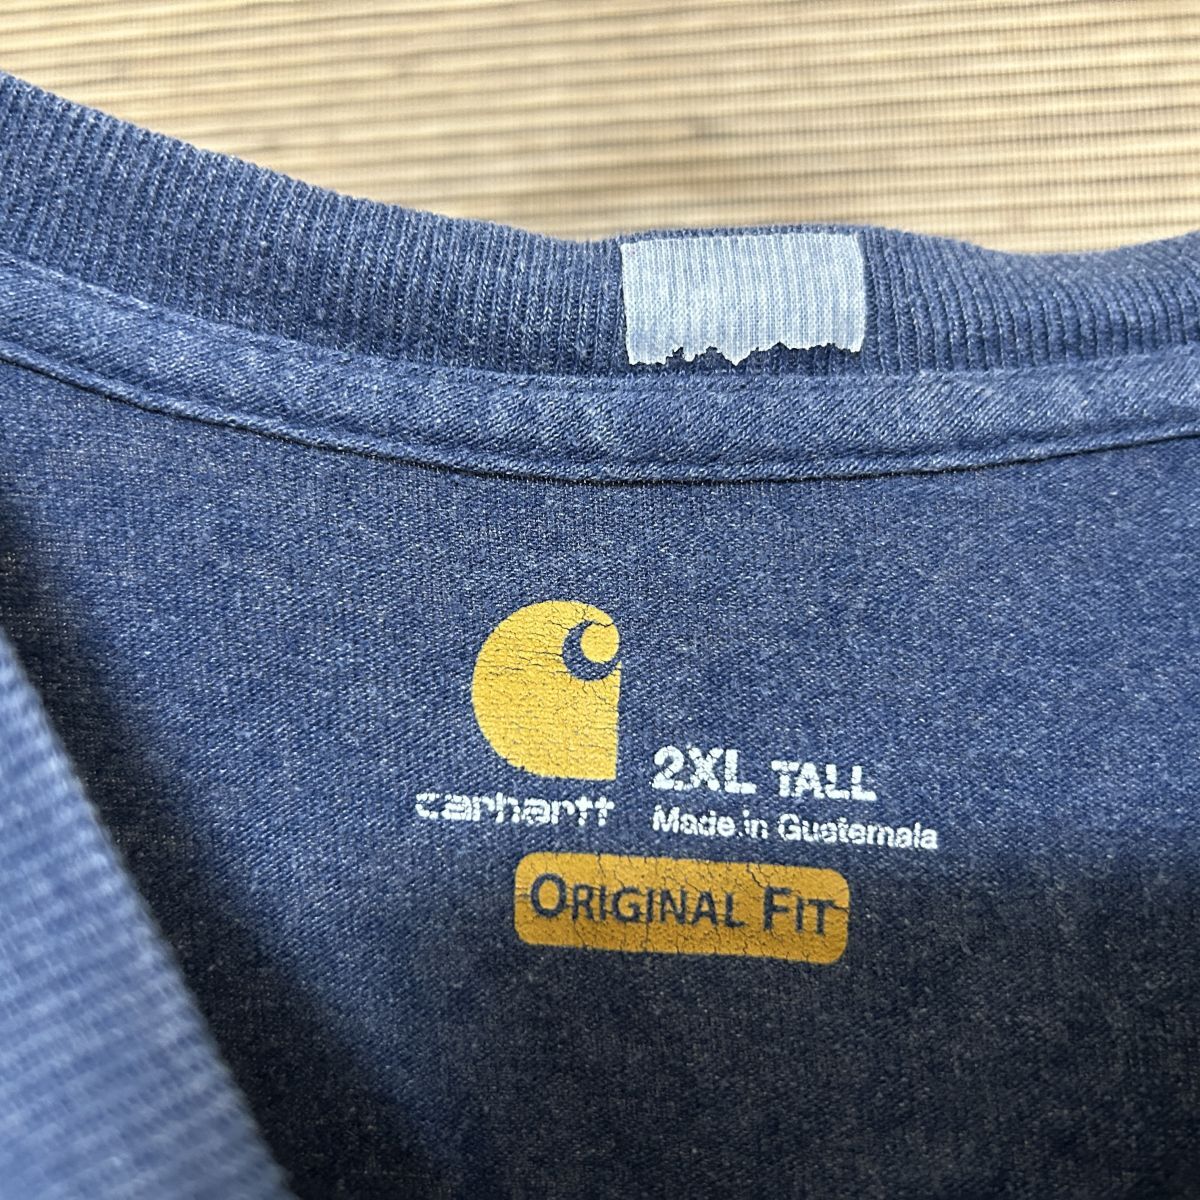 carhartt
2XL TALL
Made in Guatemala
ORIGINAL FIT